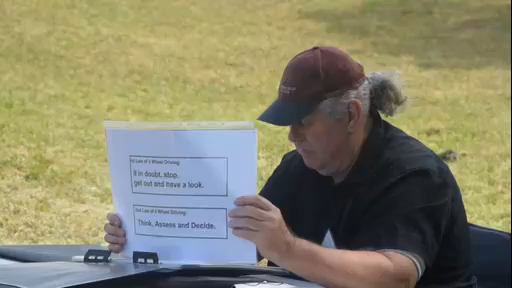 1st Law of 4 Wheel Driving:
If in doubt, stop.
get out and have a look.
2nd Law of 4 Wheel Driving:
Think, Assess and Decide.